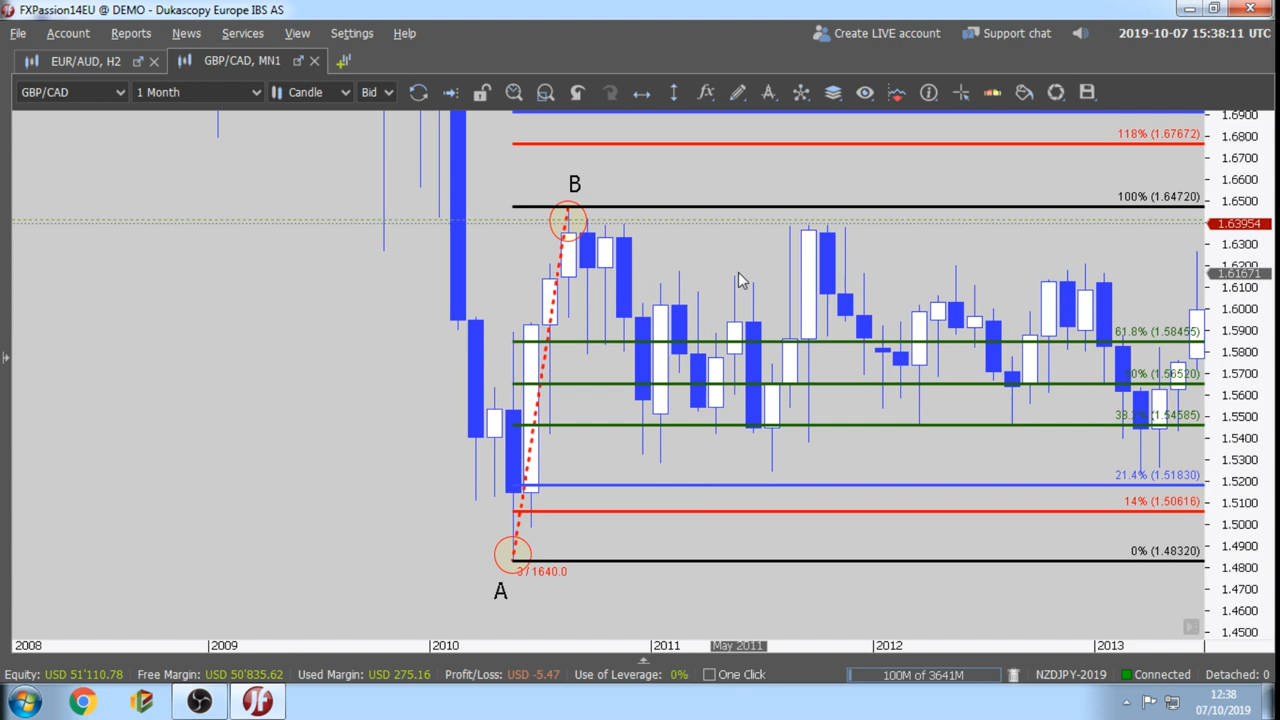 FXPassion14EU @ DEMO - Dukascopy Europe IBS AS
File Account Reports News Services View Settings Help Create LIVE account Support chat 2019-10-07 15:38:11 UTC
EUR/AUD, H2 GBP/CAD, MN1
GBP/CAD 1 Month Candle Bid
1.6900
118% (1.67672) 1.6800
1.6700
B 1.6600
100% (1.64720) 1.6500
1.63954
1.6300
1.6200
1.61671
1.6100
1.6000
1.5900
61.8% (1.58455)
1.5800
50% (1.56520) 1.5700
1.5600
38.2% (1.54585) 1.5500
1.5400
1.5300
21.4% (1.51830) 1.5200
14% (1.50616) 1.5100
1.5000
0% (1.48320) 1.4900
3 / 1640.0 1.4800
A 1.4700
1.4600
1.4500
2008 2009 2010 2011 May 2011 2012 2013
Equity: USD 51'110.78 Free Margin: USD 50'835.62 Used Margin: USD 275.16 Profit/Loss: USD -5.47 Use of Leverage: 0% One Click 100M of 3641M NZDJPY-2019 Connected Detached: 0
12:38
07/10/2019